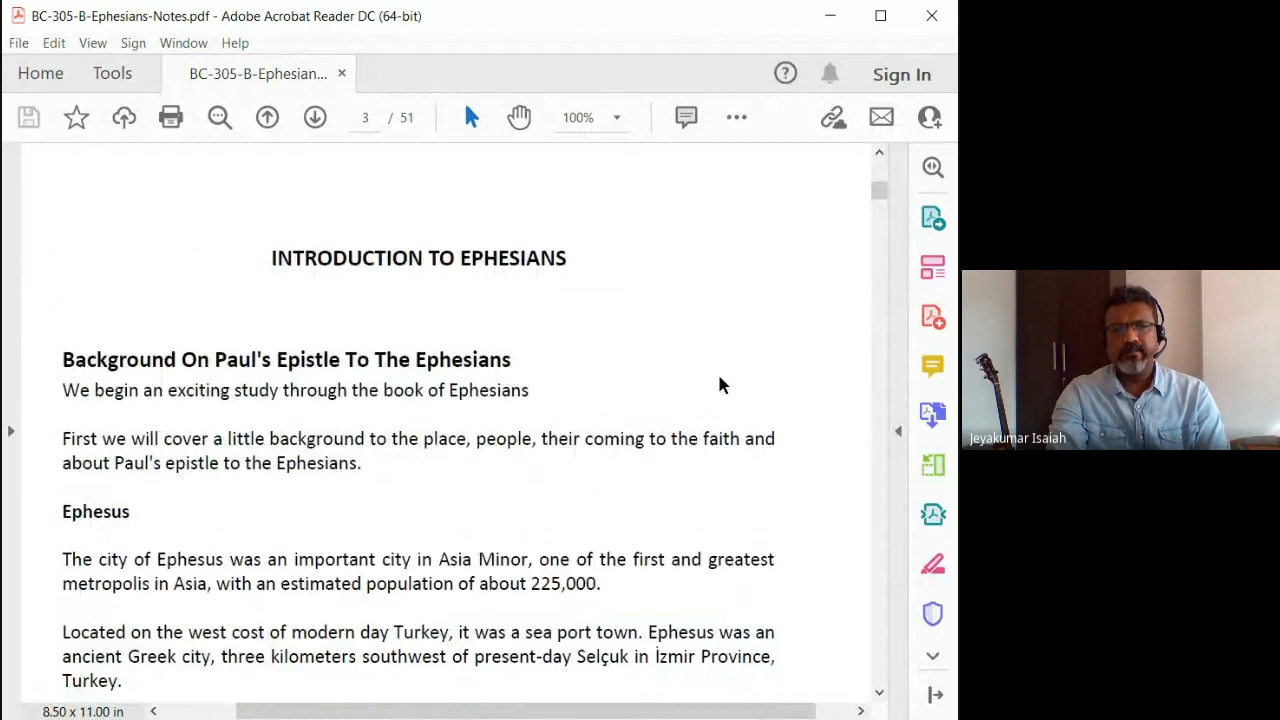 BC-305-B-Ephesians-Notes.pdf - Adobe Acrobat Reader DC (64-bit)
File Edit View Sign Window Help
Home Tools BC-305-B-Ephesian... Sign In
3 / 51 100%
INTRODUCTION TO EPHESIANS
Background On Paul's Epistle To The Ephesians
We begin an exciting study through the book of Ephesians
First we will cover a little background to the place, people, their coming to the faith and
about Paul's epistle to the Ephesians.
Ephesus
The city of Ephesus was an important city in Asia Minor, one of the first and greatest
metropolis in Asia, with an estimated population of about 225,000.
Located on the west cost of modern day Turkey, it was a sea port town. Ephesus was an
ancient Greek city, three kilometers southwest of present-day Selçuk in İzmir Province,
Turkey.
8.50 x 11.00 in
Jeyakumar Isaiah